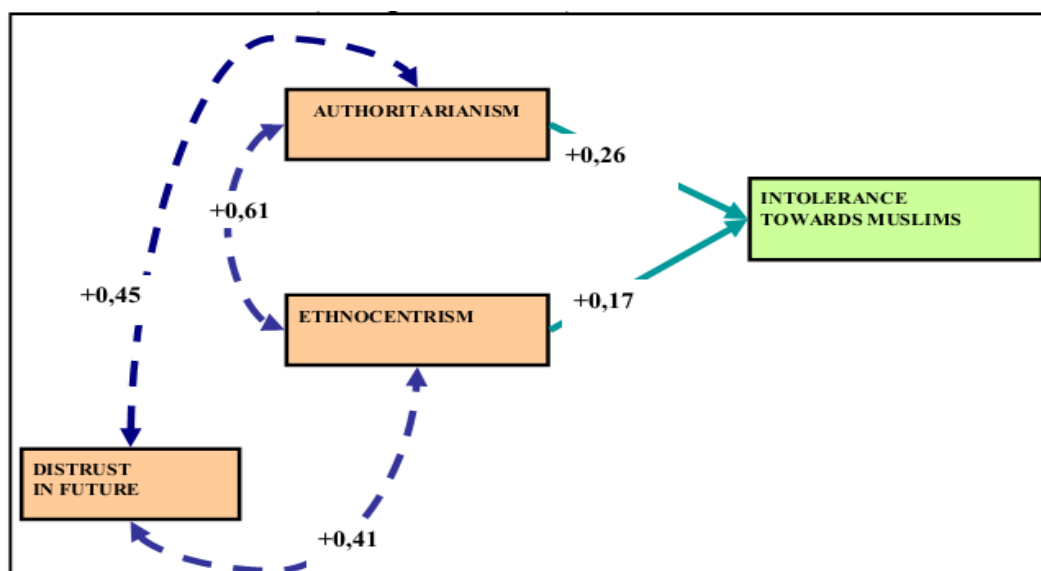 AUTHORITARIANISM
+0,26
INTOLERANCE
TOWARDS MUSLIMS
+0,61
+0,45
ETHNOCENTRISM
+0,17
DISTRUST
IN FUTURE
+0,41